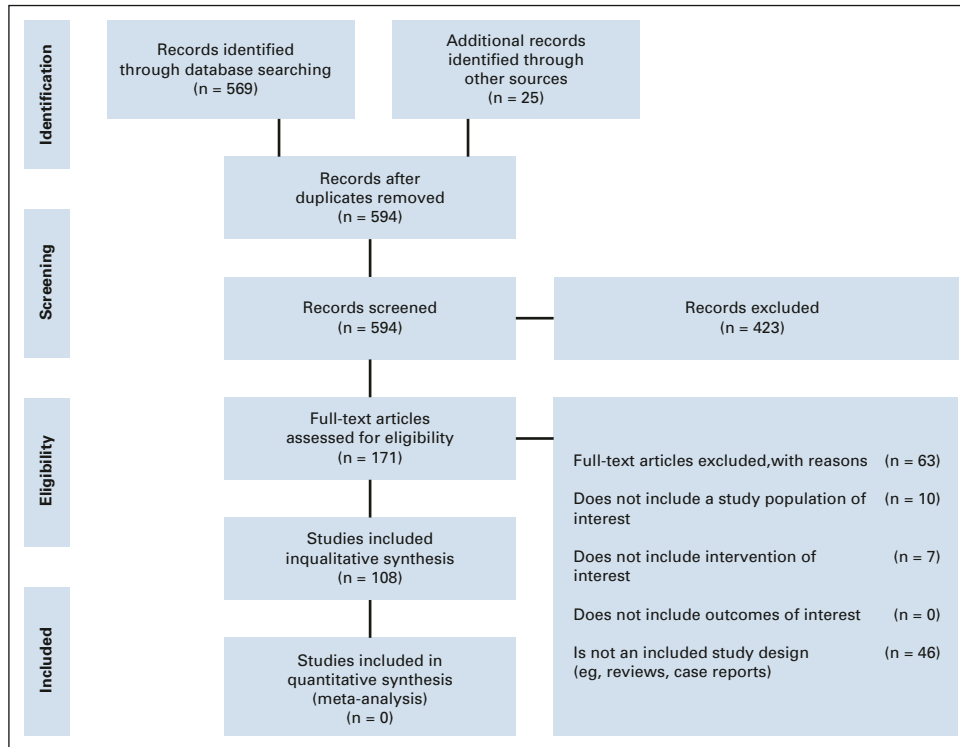 Identification
Records identified
through database searching
(n = 569)
Additional records
identified through
other sources
(n = 25)
Records after
duplicates removed
(n = 594)
Screening
Records screened
(n = 594)
Records excluded
(n = 423)
Eligibility
Full-text articles
assessed for eligibility
(n = 171)
Full-text articles excluded,with reasons (n = 63)
Does not include a study population of (n = 10)
interest
Does not include intervention of (n = 7)
interest
Does not include outcomes of interest (n = 0)
Is not an included study design (n = 46)
(eg, reviews, case reports)
Studies included
inqualitative synthesis
(n = 108)
Included
Studies included in
quantitative synthesis
(meta-analysis)
(n = 0)